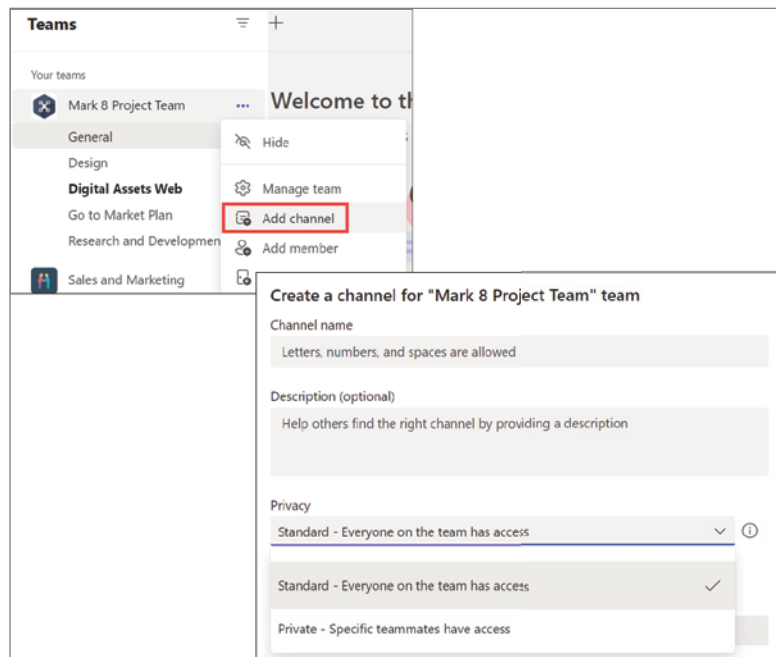 Teams
Your teams
Mark 8 Project Team
Welcome to th
General
Hide
Design
Digital Assets Web
Manage team
Go to Market Plan
Add channel
Research and Developmen
Add member
Sales and Marketing
Create a channel for "Mark 8 Project Team" team
Channel name
Letters, numbers, and spaces are allowed
Description (optional)
Help others find the right channel by providing a description
Privacy
Standard - Everyone on the team has access
Standard - Everyone on the team has access
Private - Specific teammates have access